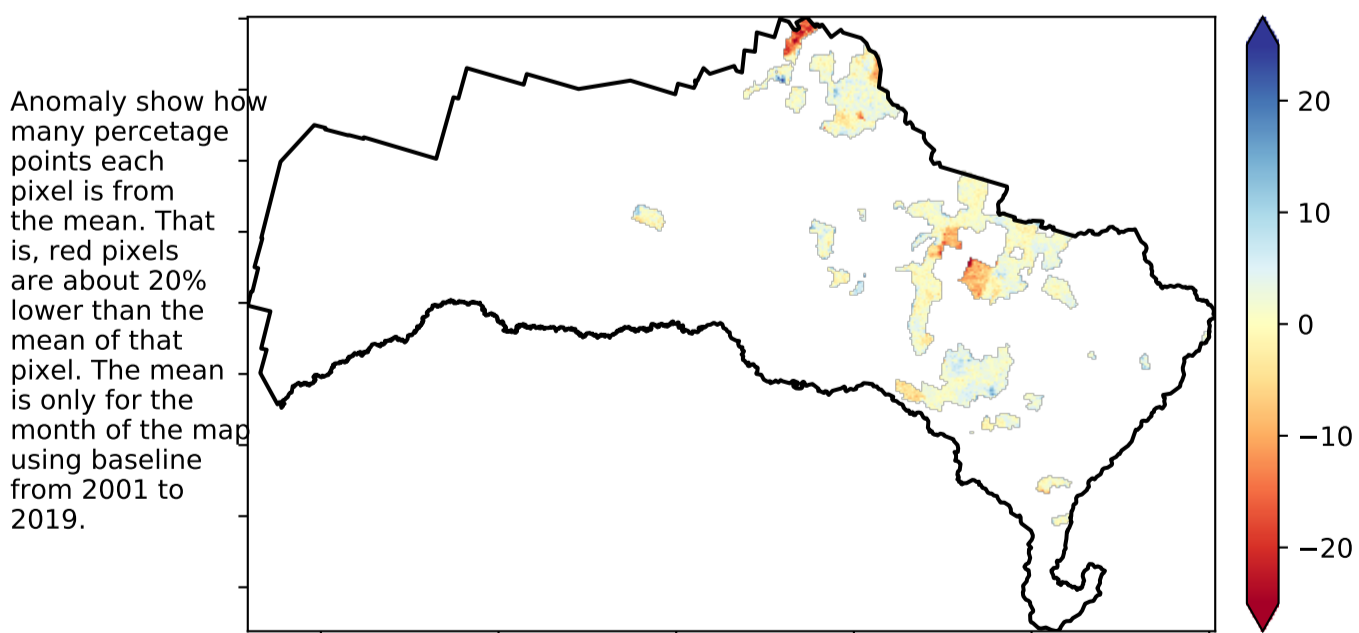 Anomaly show how
many percetage
points each
pixel is from
the mean. That
is, red pixels
are about 20%
lower than the
mean of that
pixel. The mean
is only for the
month of the map
using baseline
from 2001 to
2019.
20
10
0
−10
−20